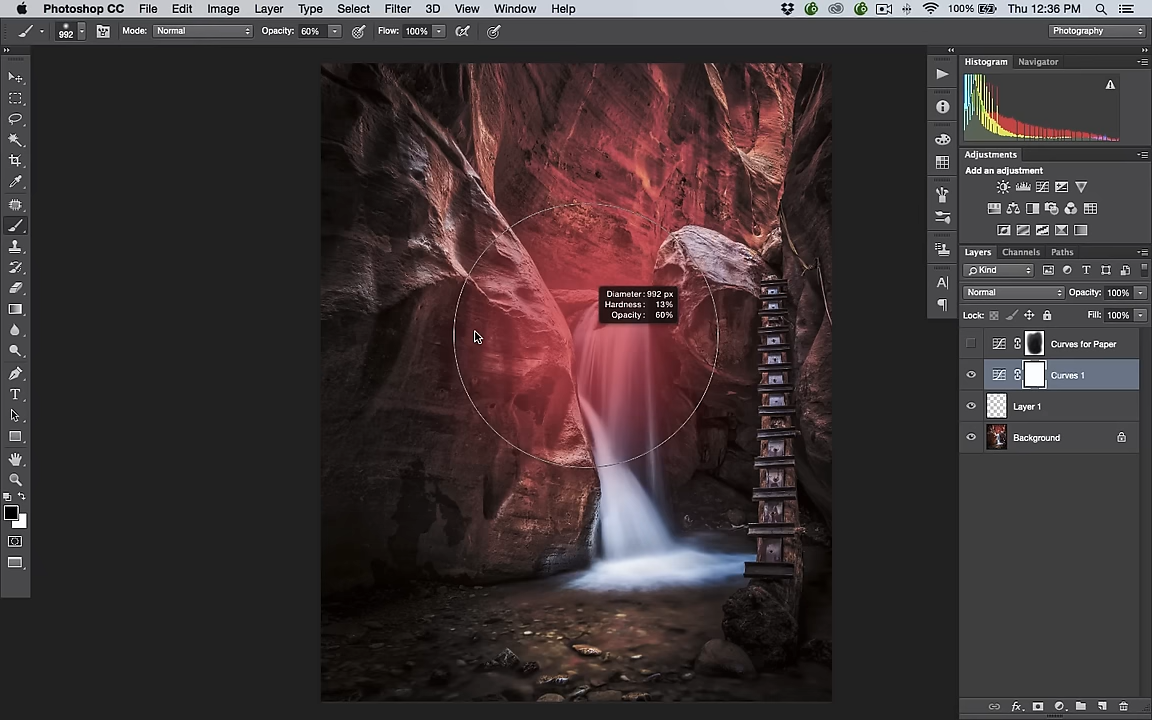 Photoshop CC File Edit Image Layer Type Select Filter 3D View Window Help 100% Thu 12:36 PM
992 Mode: Normal Opacity: 60% Flow: 100% Photography
Histogram Navigator
Adjustments
Add an adjustment
Layers Channels Paths
Kind
Normal Opacity: 100%
Lock: Fill: 100%
Curves for Paper
Curves 1
Layer 1
Background
Diameter: 992 px
Hardness: 13%
Opacity: 60%